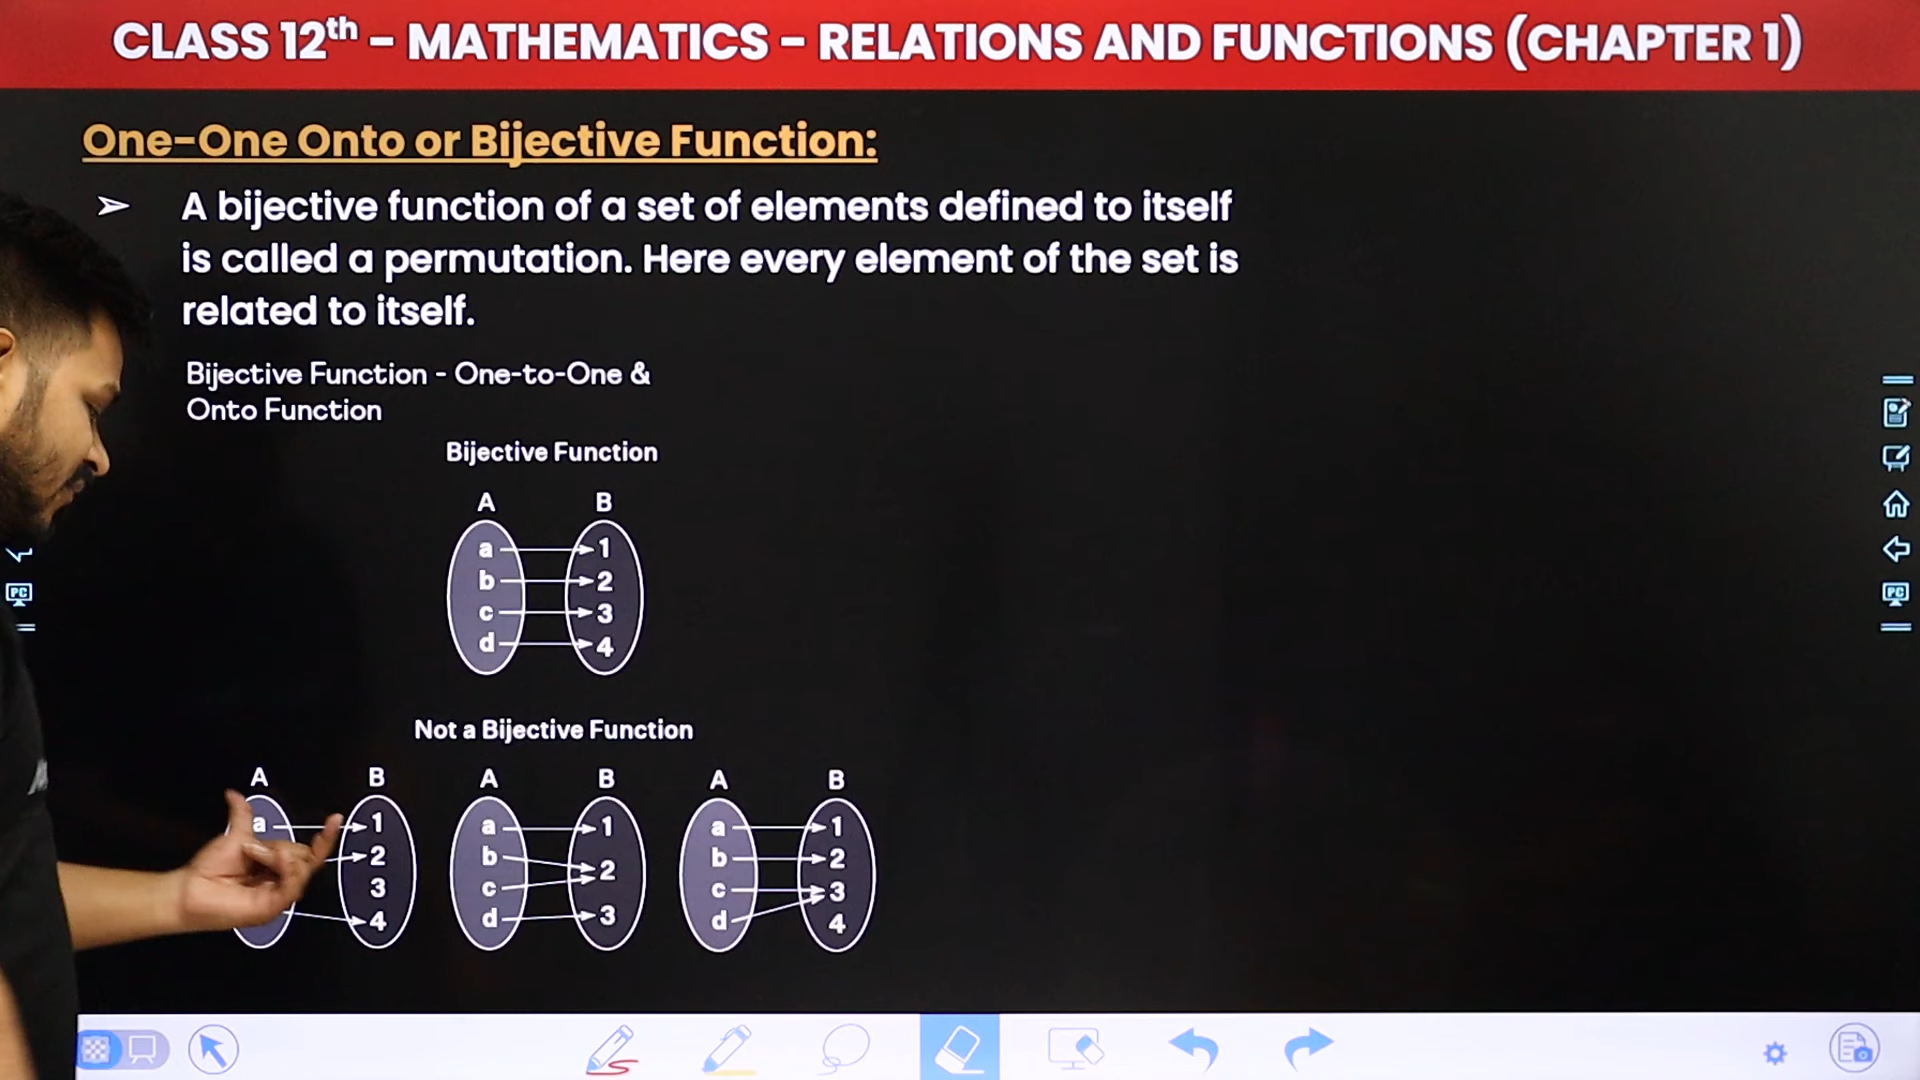 CLASS 12th - MATHEMATICS - RELATIONS AND FUNCTIONS (CHAPTER 1)
One-One Onto or Bijective Function:
➢ A bijective function of a set of elements defined to itself
is called a permutation. Here every element of the set is
related to itself.
Bijective Function - One-to-One &
Onto Function
Bijective Function
A B
a 1
b 2
c 3
d 4
Not a Bijective Function
A B A B A B
a 1 a 1 a 1
2 b 2 b 2
3 c c 3
4 d 3 d 4
PC
PC